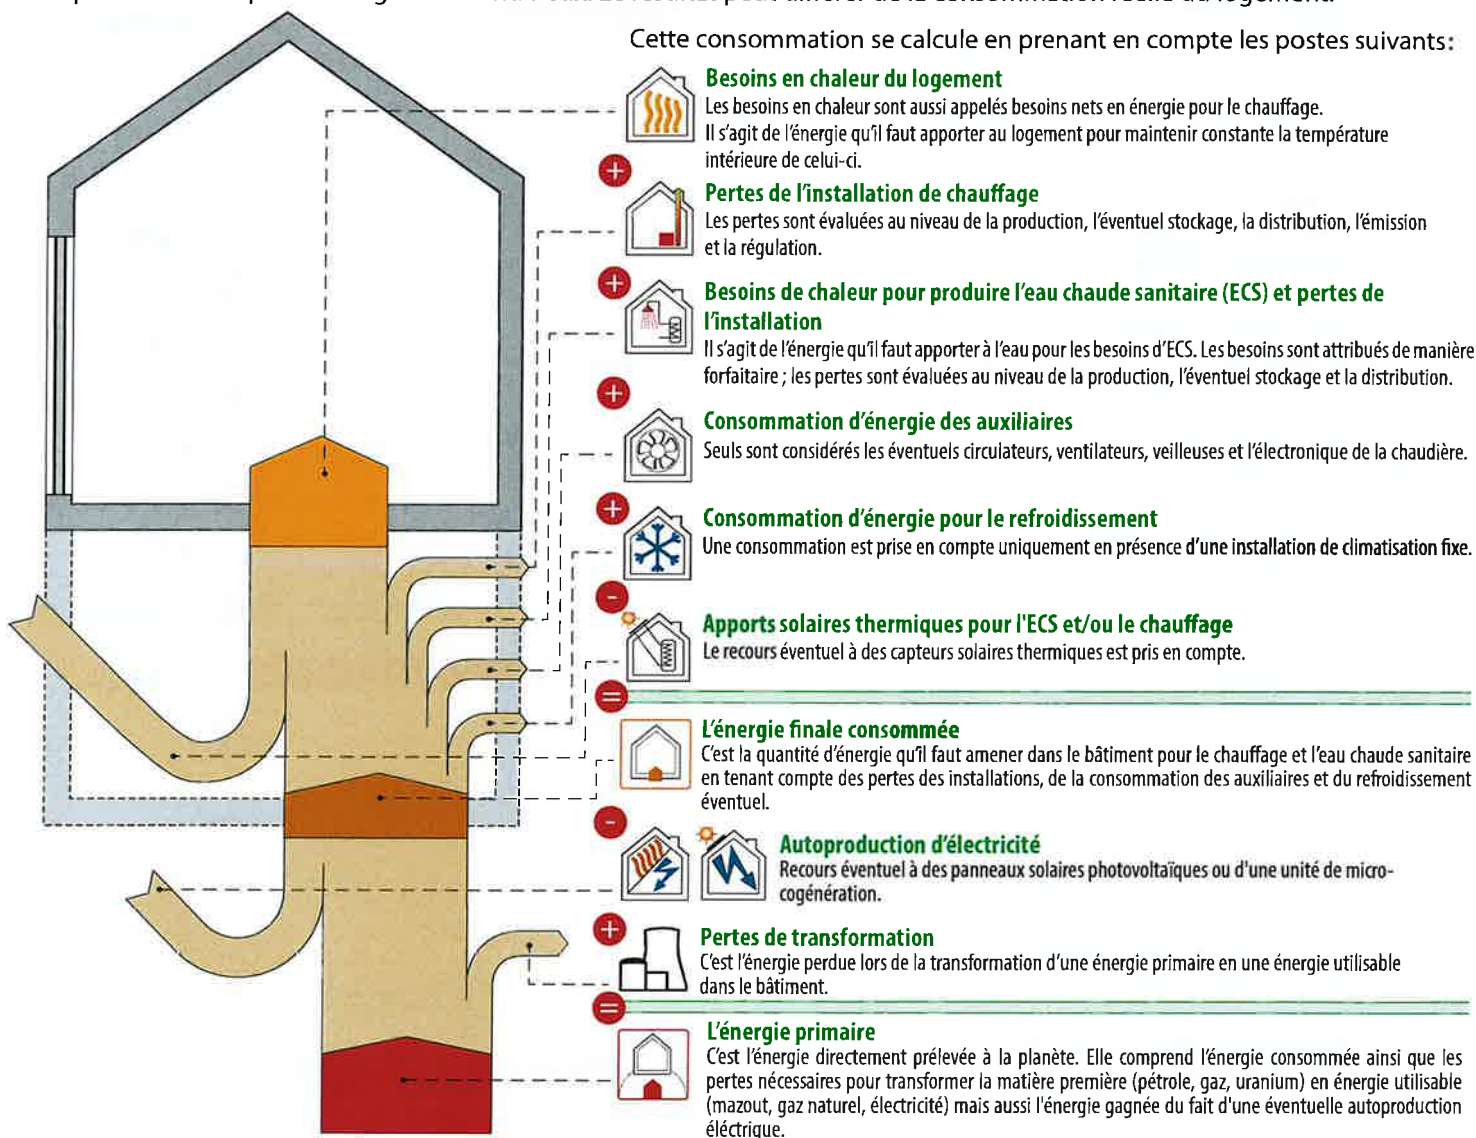 Cette consommation se calcule en prenant en compte les postes suivants:
Besoins en chaleur du logement
Les besoins en chaleur sont aussi appelés besoins nets en énergie pour le chauffage.
Il s'agit de l'énergie qu'il faut apporter au logement pour maintenir constante la température
intérieure de celui-ci.
+
Pertes de l'installation de chauffage
Les pertes sont évaluées au niveau de la production, l'éventuel stockage, la distribution, l'émission
et la régulation.
+
Besoins de chaleur pour produire l'eau chaude sanitaire (ECS) et pertes de
l'installation
Il s'agit de l'énergie qu'il faut apporter à l'eau pour les besoins d'ECS. Les besoins sont attribués de manière
forfaitaire ; les pertes sont évaluées au niveau de la production, l'éventuel stockage et la distribution.
+
Consommation d'énergie des auxiliaires
Seuls sont considérés les éventuels circulateurs, ventilateurs, veilleuses et l'électronique de la chaudière.
+
Consommation d'énergie pour le refroidissement
Une consommation est prise en compte uniquement en présence d'une installation de climatisation fixe.
-
Apports solaires thermiques pour l'ECS et/ou le chauffage
Le recours éventuel à des capteurs solaires thermiques est pris en compte.
=
L'énergie finale consommée
C'est la quantité d'énergie qu'il faut amener dans le bâtiment pour le chauffage et l'eau chaude sanitaire
en tenant compte des pertes des installations, de la consommation des auxiliaires et du refroidissement
éventuel.
-
Autoproduction d'électricité
Recours éventuel à des panneaux solaires photovoltaïques ou d'une unité de micro-
cogénération.
+
Pertes de transformation
C'est l'énergie perdue lors de la transformation d'une énergie primaire en une énergie utilisable
dans le bâtiment.
=
L'énergie primaire
C'est l'énergie directement prélevée à la planète. Elle comprend l'énergie consommée ainsi que les
pertes nécessaires pour transformer la matière première (pétrole, gaz, uranium) en énergie utilisable
(mazout, gaz naturel, électricité) mais aussi l'énergie gagnée du fait d'une éventuelle autoproduction
éléctrique.